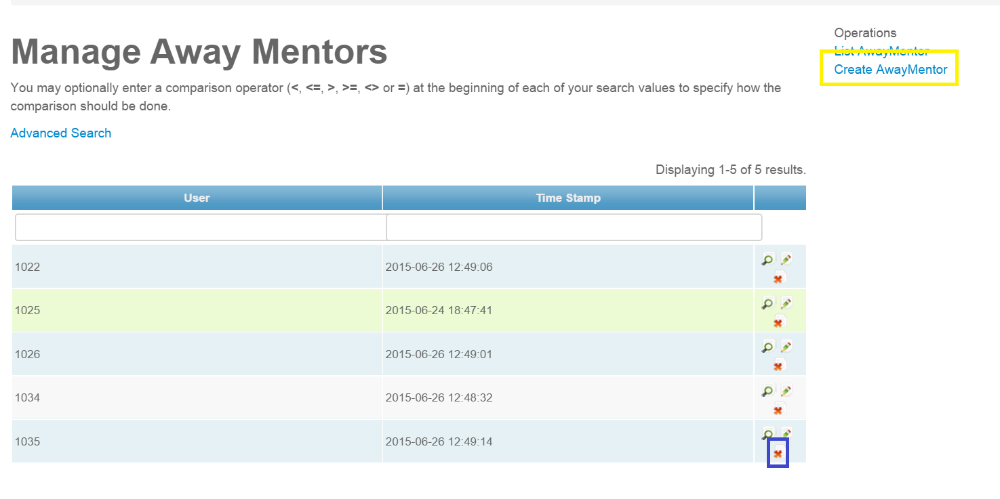 Manage Away Mentors
You may optionally enter a comparison operator (<, <=, >, >=, <> or =) at the beginning of each of your search values to specify how the
comparison should be done.
Advanced Search
Displaying 1-5 of 5 results.
User Time Stamp
1022 2015-06-26 12:49:06
1025 2015-06-24 18:47:41
1026 2015-06-26 12:49:01
1034 2015-06-26 12:48:32
1035 2015-06-26 12:49:14
Operations
List AwayMentor
Create AwayMentor